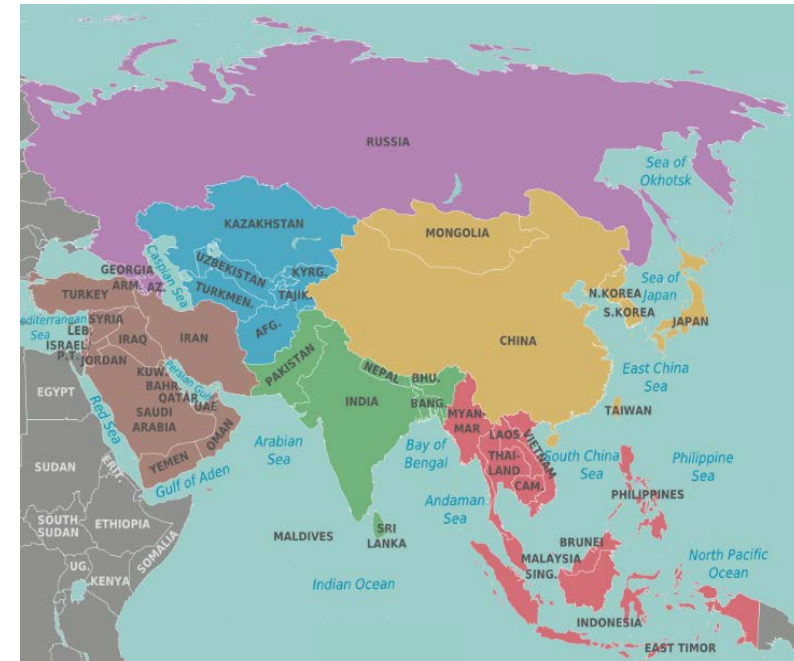 RUSSIA
Sea of
Okhotsk
KAZAKHSTAN
MONGOLIA
UZBEKISTAN
KYRG.
Caspian Sea
GEORGIA
ARM.
AZ.
TURKMEN.
TAJIK.
TURKEY
N.KOREA
Sea of
Japan
S.KOREA
JAPAN
editerranean
Sea
SYRIA
LEB.
ISRAEL
P.T.
JORDAN
IRAQ
IRAN
AFG.
CHINA
PAKISTAN
NEPAL
BHU.
East China
Sea
KUW.
BAHR.
QATAR
Persian Gulf
UAE
EGYPT
Red Sea
SAUDI
ARABIA
OMAN
INDIA
BANG.
MYAN-
MAR
TAIWAN
LAOS
VIETNAM
THAI-
LAND
CAM.
Arabian
Sea
Bay of
Bengal
South China
Sea
Philippine
Sea
SUDAN
ERIT.
YEMEN
Gulf of Aden
PHILIPPINES
Andaman
Sea
SOUTH
SUDAN
ETHIOPIA
SOMALIA
MALDIVES
SRI
LANKA
BRUNEI
MALAYSIA
SING.
North Pacific
Ocean
UG.
KENYA
Indian Ocean
INDONESIA
EAST TIMOR